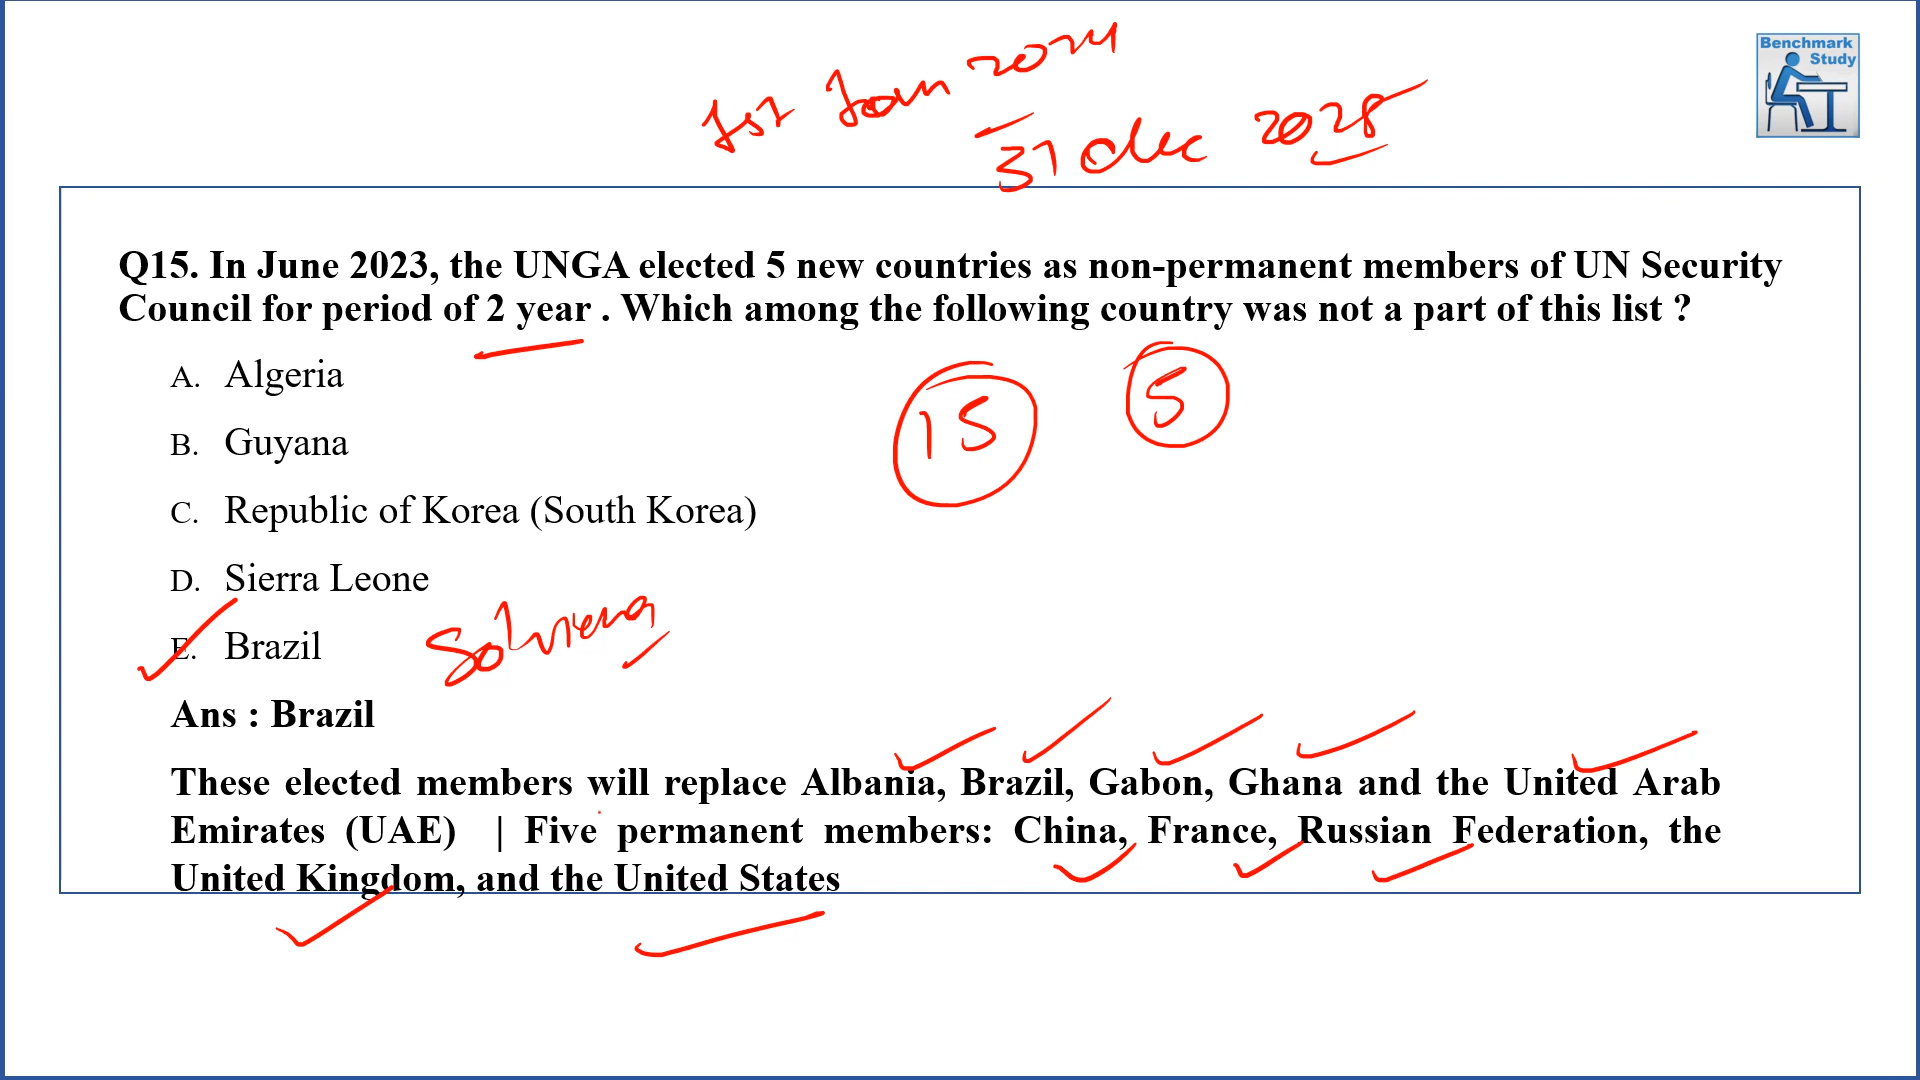 1st Jan 2024
31 dec 2025
Benchmark
Study
Q15. In June 2023, the UNGA elected 5 new countries as non-permanent members of UN Security
Council for period of 2 year . Which among the following country was not a part of this list ?
A. Algeria
B. Guyana
C. Republic of Korea (South Korea)
D. Sierra Leone
E. Brazil
15
5
Ans : Brazil
These elected members will replace Albania, Brazil, Gabon, Ghana and the United Arab
Emirates (UAE) | Five permanent members: China, France, Russian Federation, the
United Kingdom, and the United States